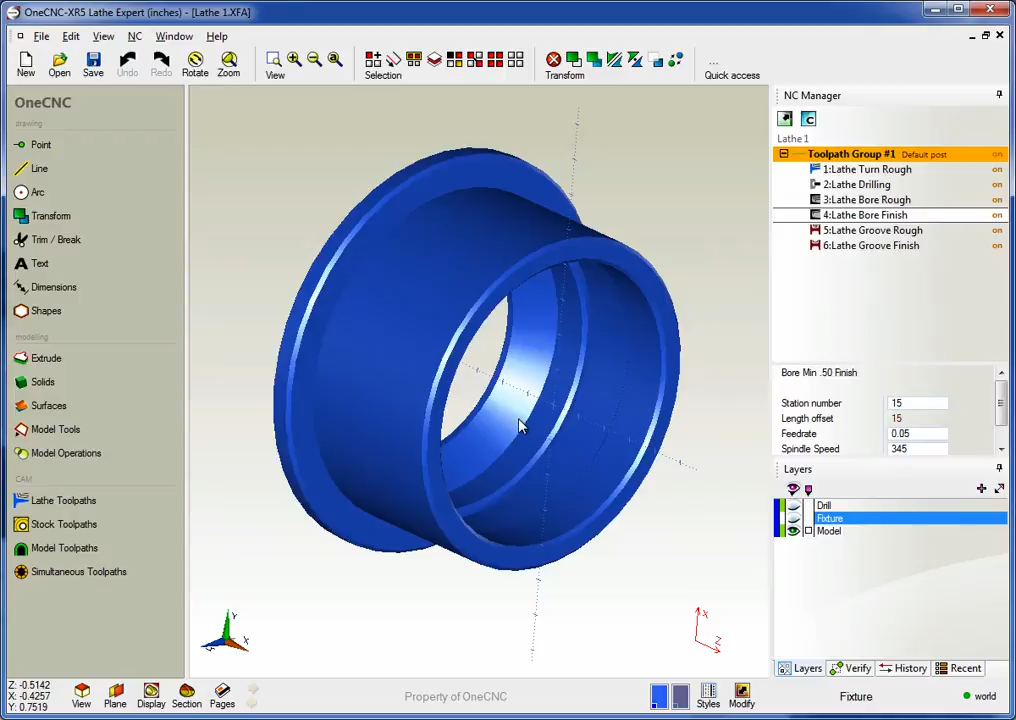 OneCNC-XR5 Lathe Expert (inches) - [Lathe 1.XFA]
File Edit View NC Window Help
New Open Save Undo Redo Rotate Zoom View Selection Transform Quick access
OneCNC
drawing
Point
Line
Arc
Transform
Trim / Break
Text
Dimensions
Shapes
modelling
Extrude
Solids
Surfaces
Model Tools
Model Operations
CAM
Lathe Toolpaths
Stock Toolpaths
Model Toolpaths
Simultaneous Toolpaths
Y
X
X
Z
NC Manager
Lathe 1
Toolpath Group #1 Default post on
1:Lathe Turn Rough on
2:Lathe Drilling on
3:Lathe Bore Rough on
4:Lathe Bore Finish on
5:Lathe Groove Rough on
6:Lathe Groove Finish on
Bore Min .50 Finish
Station number 15
Length offset 15
Feedrate 0.05
Spindle Speed 345
Layers
Drill
Fixture
Model
Layers Verify History Recent
Z: -0.5142
X: -0.4257
Y: 0.7519
View Plane Display Section Pages
Property of OneCNC
Styles Modify
Fixture
world